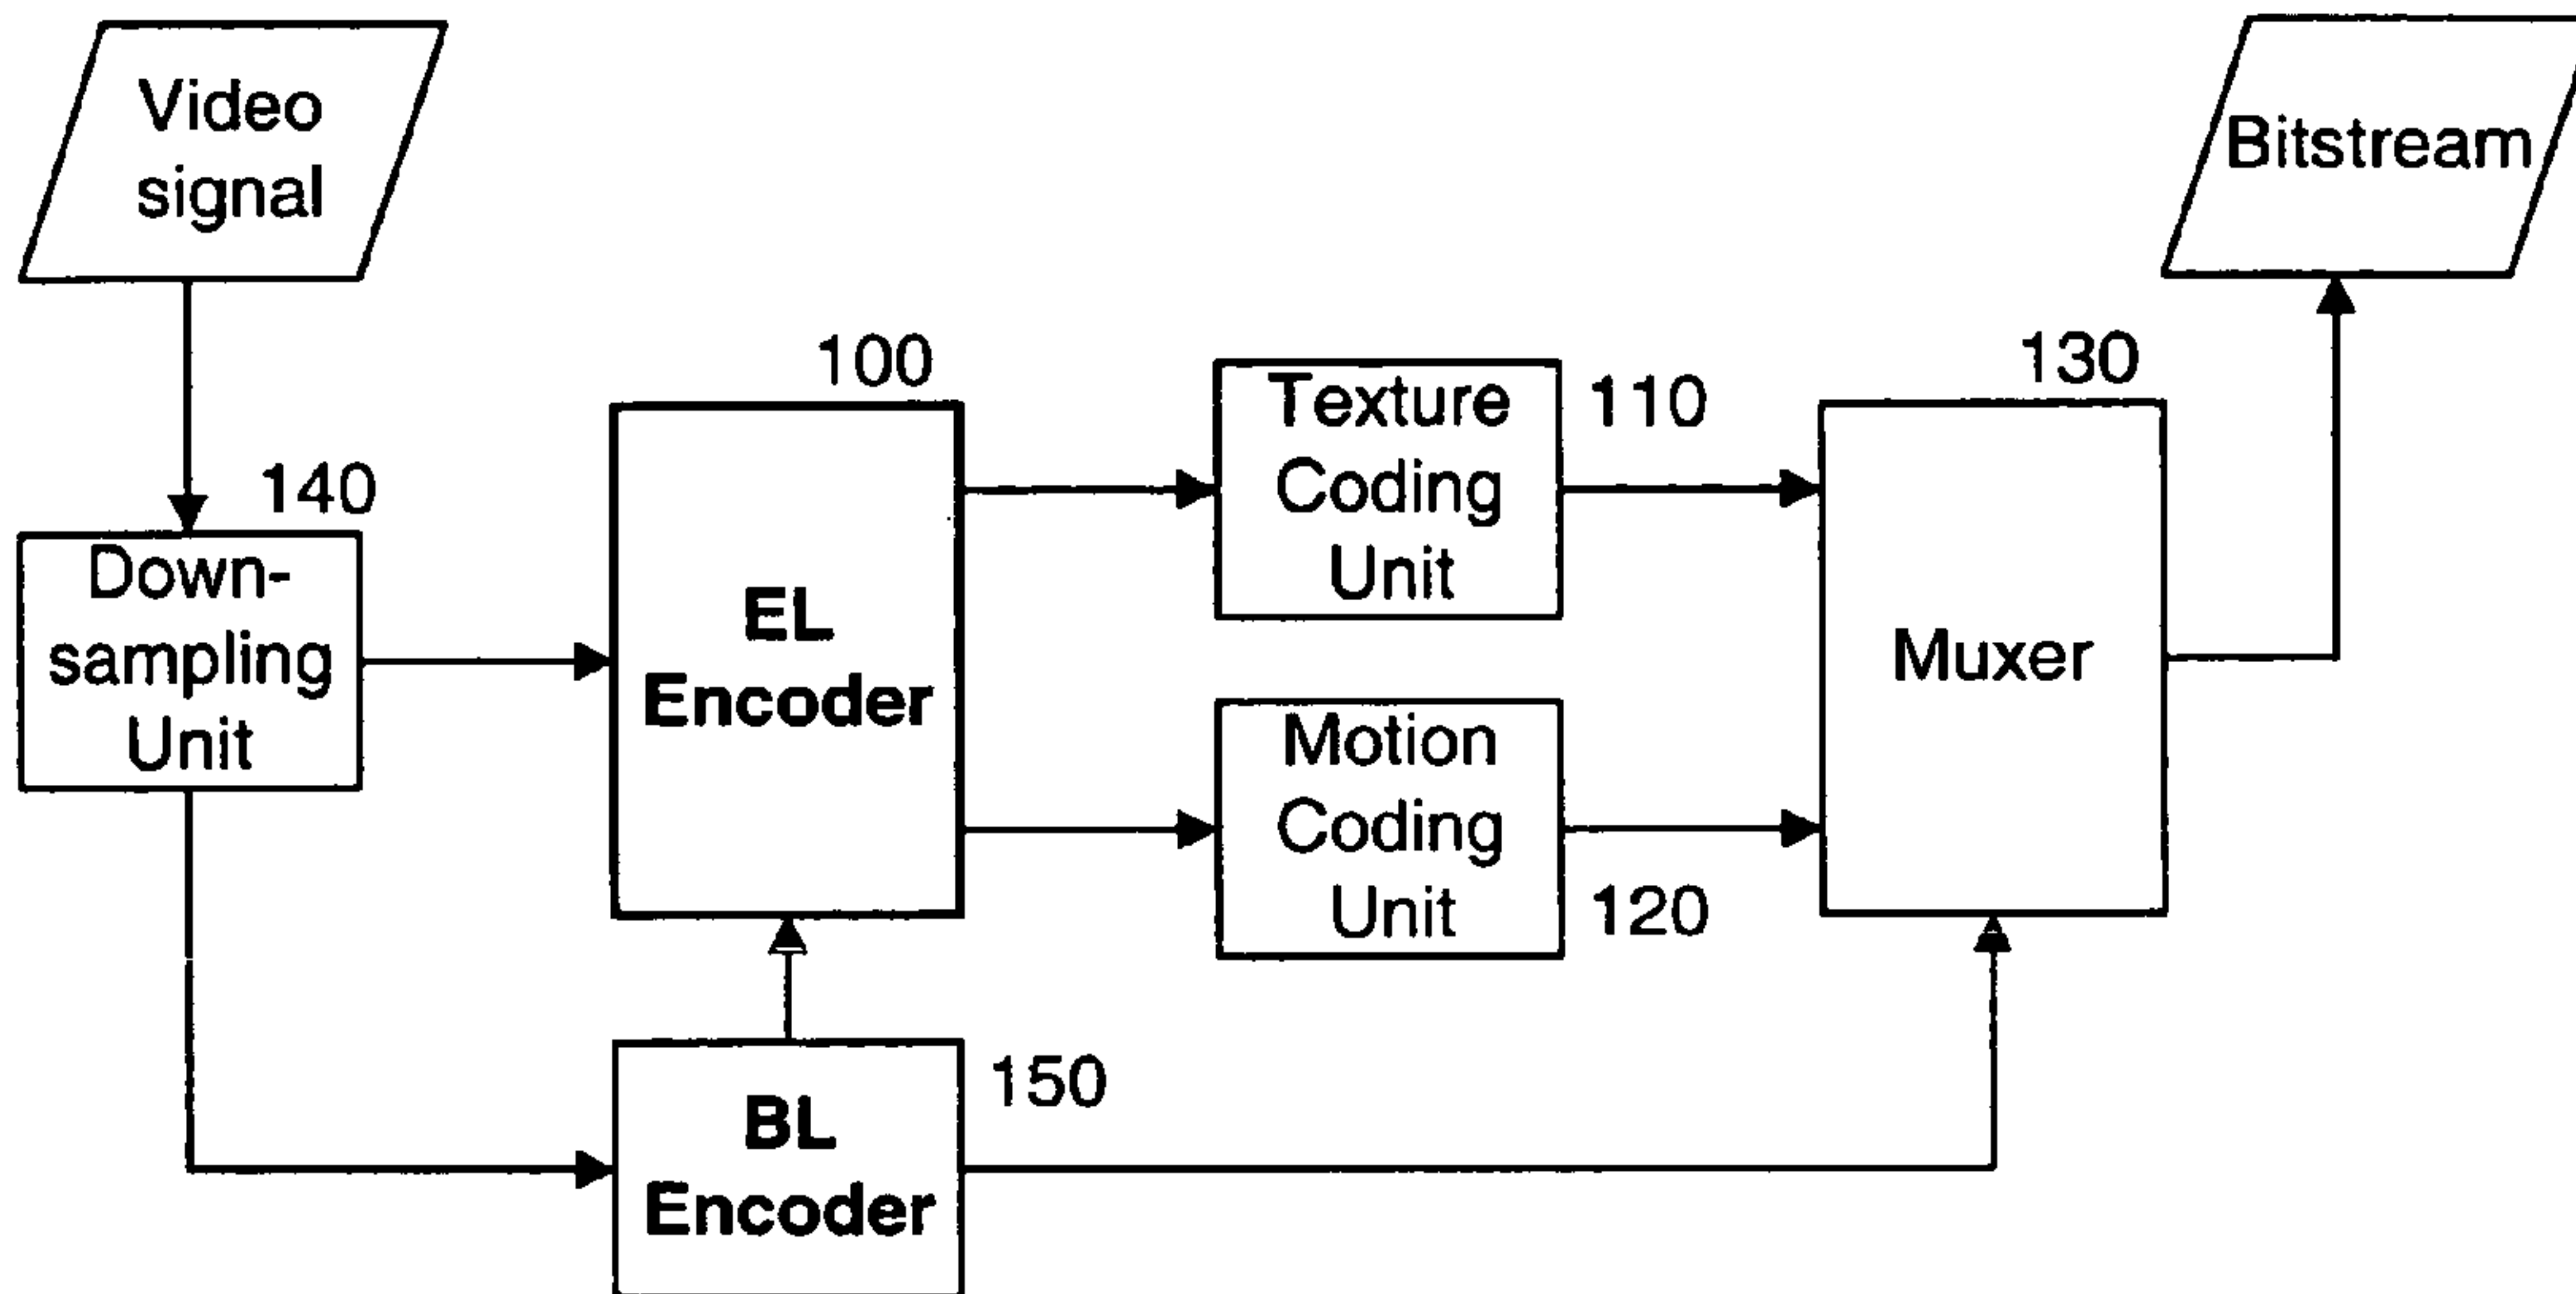 Video
signal
Bitstream
100
Texture
Coding
Unit
110
130
140
Down-
sampling
Unit
EL
Encoder
Muxer
Motion
Coding
Unit
120
BL
Encoder
150